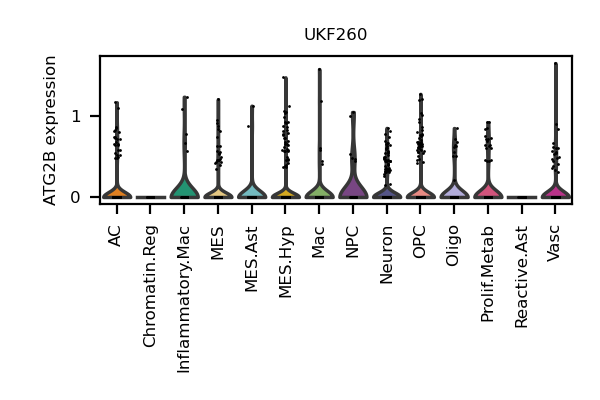 UKF260
ATG2B expression
1
0
AC
Chromatin.Reg
Inflammatory.Mac
MES
MES.Ast
MES.Hyp
Mac
NPC
Neuron
OPC
Oligo
Prolif.Metab
Reactive.Ast
Vasc